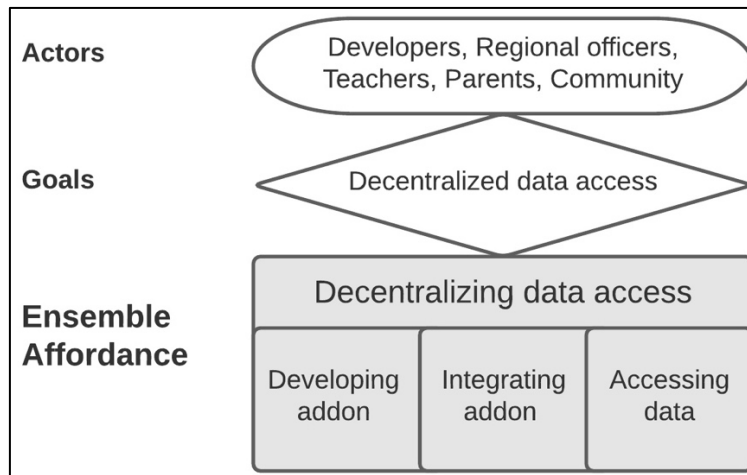 Actors
Developers, Regional officers,
Teachers, Parents, Community
Goals
Decentralized data access
Ensemble
Affordance
Decentralizing data access
Developing
addon
Integrating
addon
Accessing
data